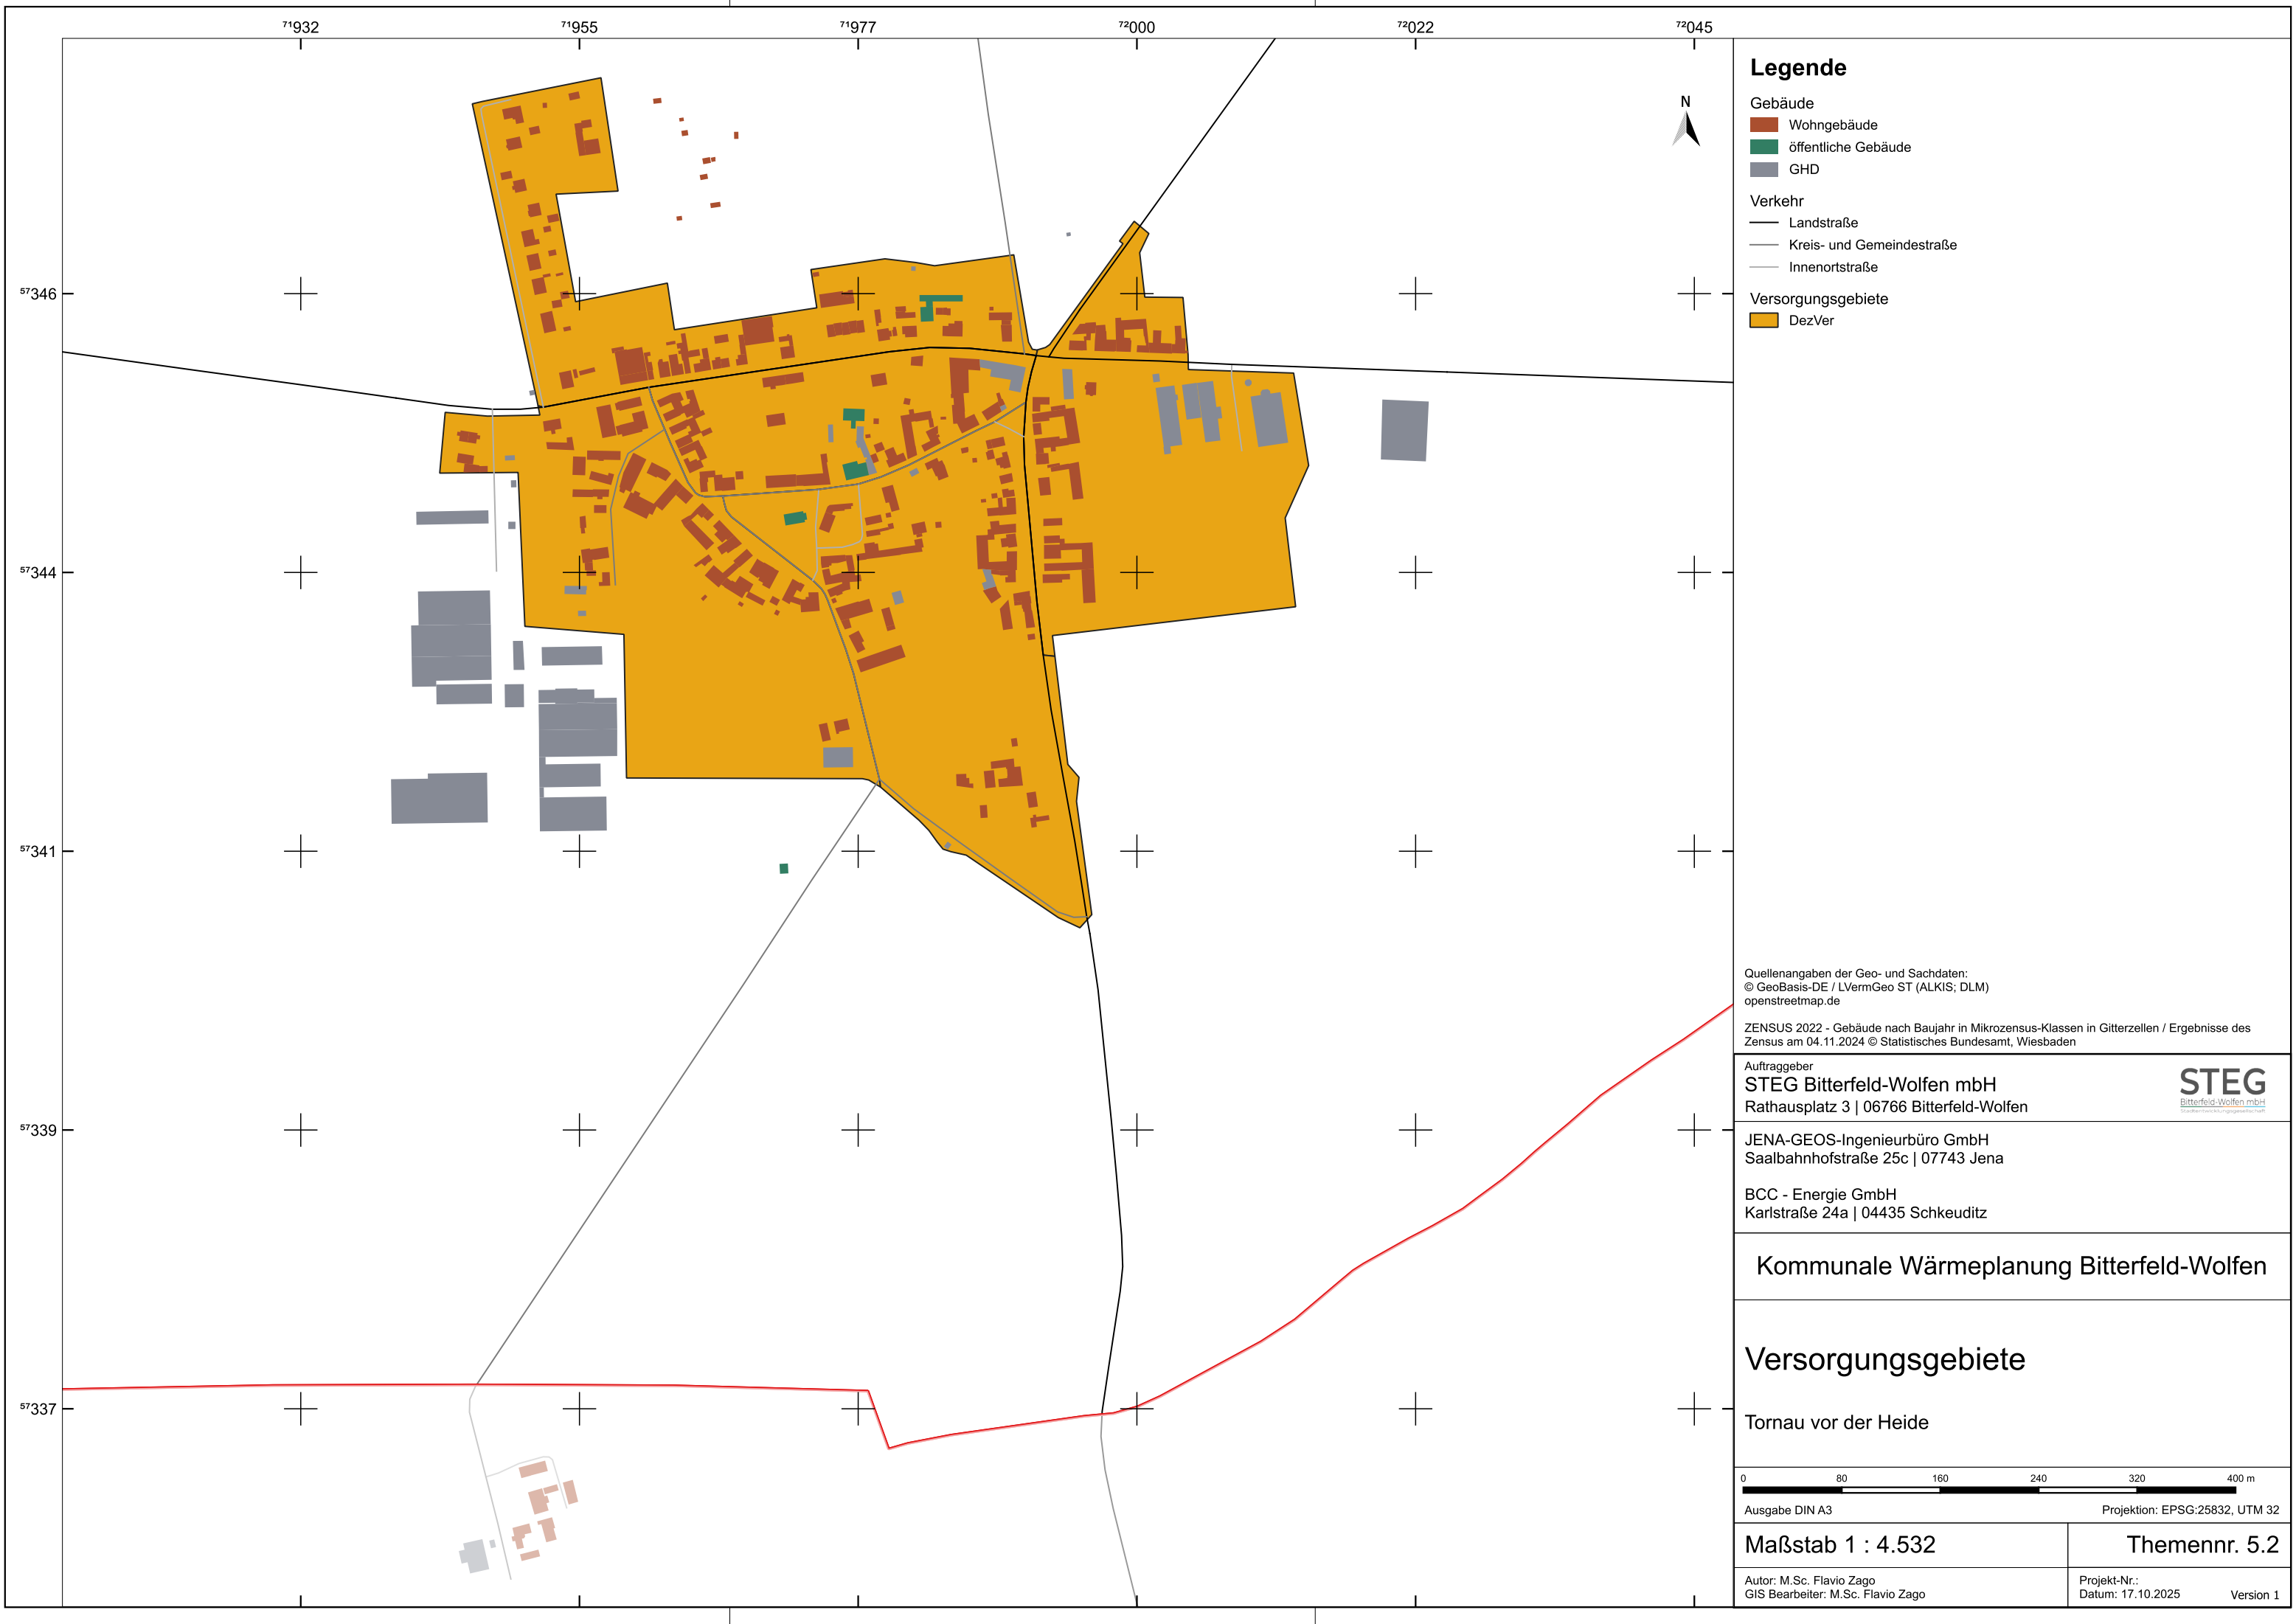 ⁷¹932 ⁷¹955 ⁷¹977 ⁷²000 ⁷²022 ⁷²045
⁵⁷346
⁵⁷344
⁵⁷341
⁵⁷339
⁵⁷337
N
Legende
Gebäude
Wohngebäude
öffentliche Gebäude
GHD
Verkehr
Landstraße
Kreis- und Gemeindestraße
Innenortstraße
Versorgungsgebiete
DezVer
Quellenangaben der Geo- und Sachdaten:
© GeoBasis-DE / LVermGeo ST (ALKIS; DLM)
openstreetmap.de
ZENSUS 2022 - Gebäude nach Baujahr in Mikrozensus-Klassen in Gitterzellen / Ergebnisse des
Zensus am 04.11.2024 © Statistisches Bundesamt, Wiesbaden
Auftraggeber
STEG Bitterfeld-Wolfen mbH
Rathausplatz 3 | 06766 Bitterfeld-Wolfen
STEG
Bitterfeld-Wolfen mbH
Stadtentwicklungsgesellschaft
JENA-GEOS-Ingenieurbüro GmbH
Saalbahnhofstraße 25c | 07743 Jena
BCC - Energie GmbH
Karlstraße 24a | 04435 Schkeuditz
Kommunale Wärmeplanung Bitterfeld-Wolfen
Versorgungsgebiete
Tornau vor der Heide
0 80 160 240 320 400 m
Ausgabe DIN A3 Projektion: EPSG:25832, UTM 32
Maßstab 1 : 4.532 Themennr. 5.2
Autor: M.Sc. Flavio Zago
GIS Bearbeiter: M.Sc. Flavio Zago
Projekt-Nr.:
Datum: 17.10.2025 Version 1